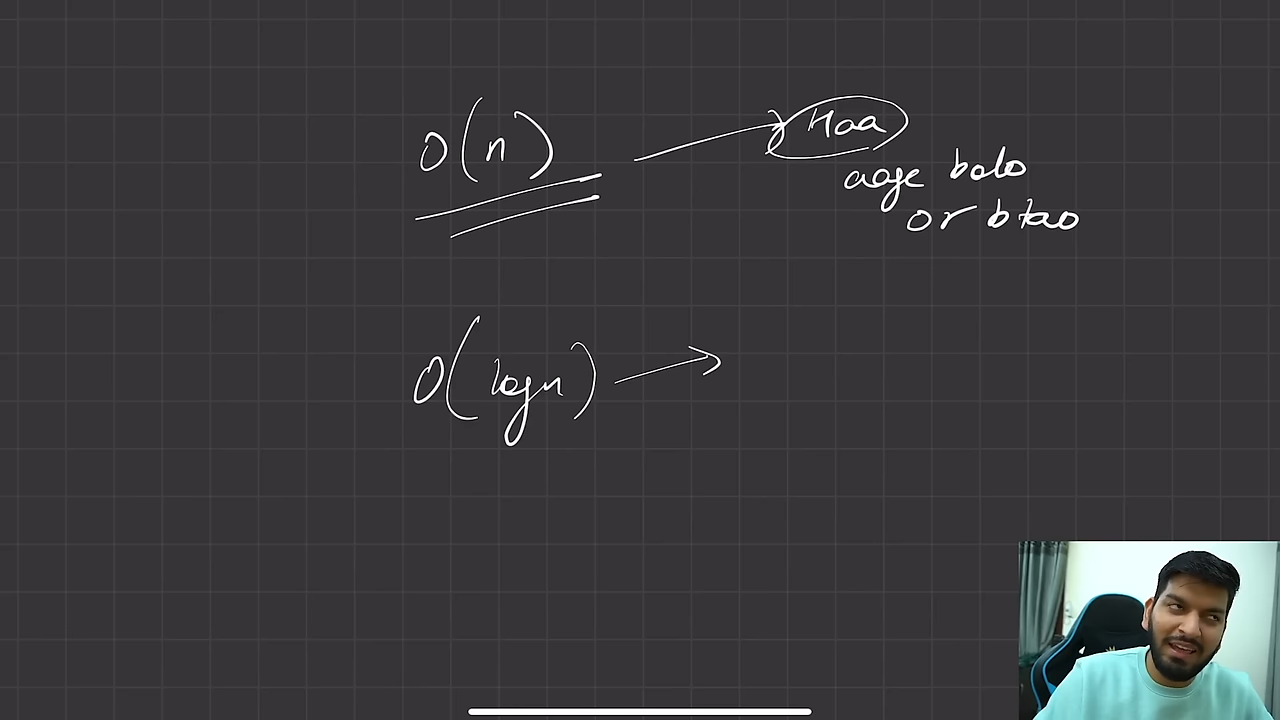 O(n) → Haa
aage bolo
or btao
O(logn) →